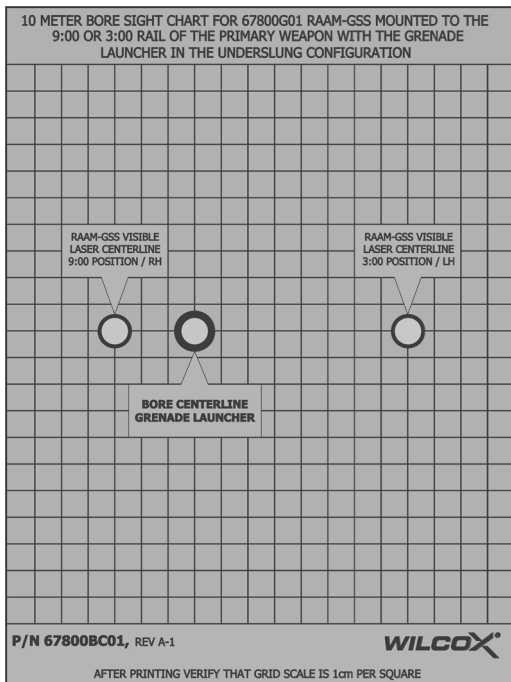 10 METER BORE SIGHT CHART FOR 67800G01 RAAM-GSS MOUNTED TO THE
9:00 OR 3:00 RAIL OF THE PRIMARY WEAPON WITH THE GRENADE
LAUNCHER IN THE UNDERSLUNG CONFIGURATION
RAAM-GSS VISIBLE
LASER CENTERLINE
9:00 POSITION / RH
RAAM-GSS VISIBLE
LASER CENTERLINE
3:00 POSITION / LH
BORE CENTERLINE
GRENADE LAUNCHER
P/N 67800BC01, REV A-1
WILCOX
AFTER PRINTING VERIFY THAT GRID SCALE IS 1cm PER SQUARE